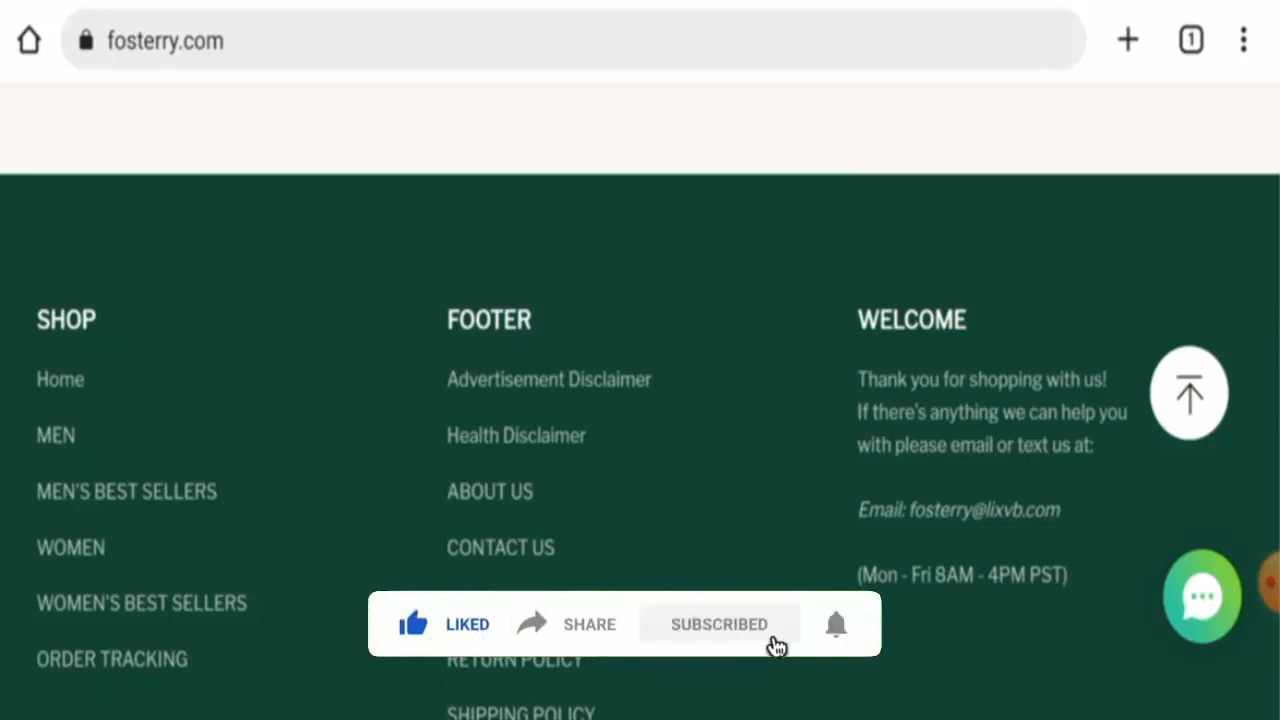 fosterry.com
1
SHOP
Home
MEN
MEN'S BEST SELLERS
WOMEN
WOMEN'S BEST SELLERS
ORDER TRACKING
FOOTER
Advertisement Disclaimer
Health Disclaimer
ABOUT US
CONTACT US
RETURN POLICY
SHIPPING POLICY
WELCOME
Thank you for shopping with us!
If there's anything we can help you
with please email or text us at:
Email: fosterry@lixvb.com
(Mon - Fri 8AM - 4PM PST)
LIKED
SHARE
SUBSCRIBED